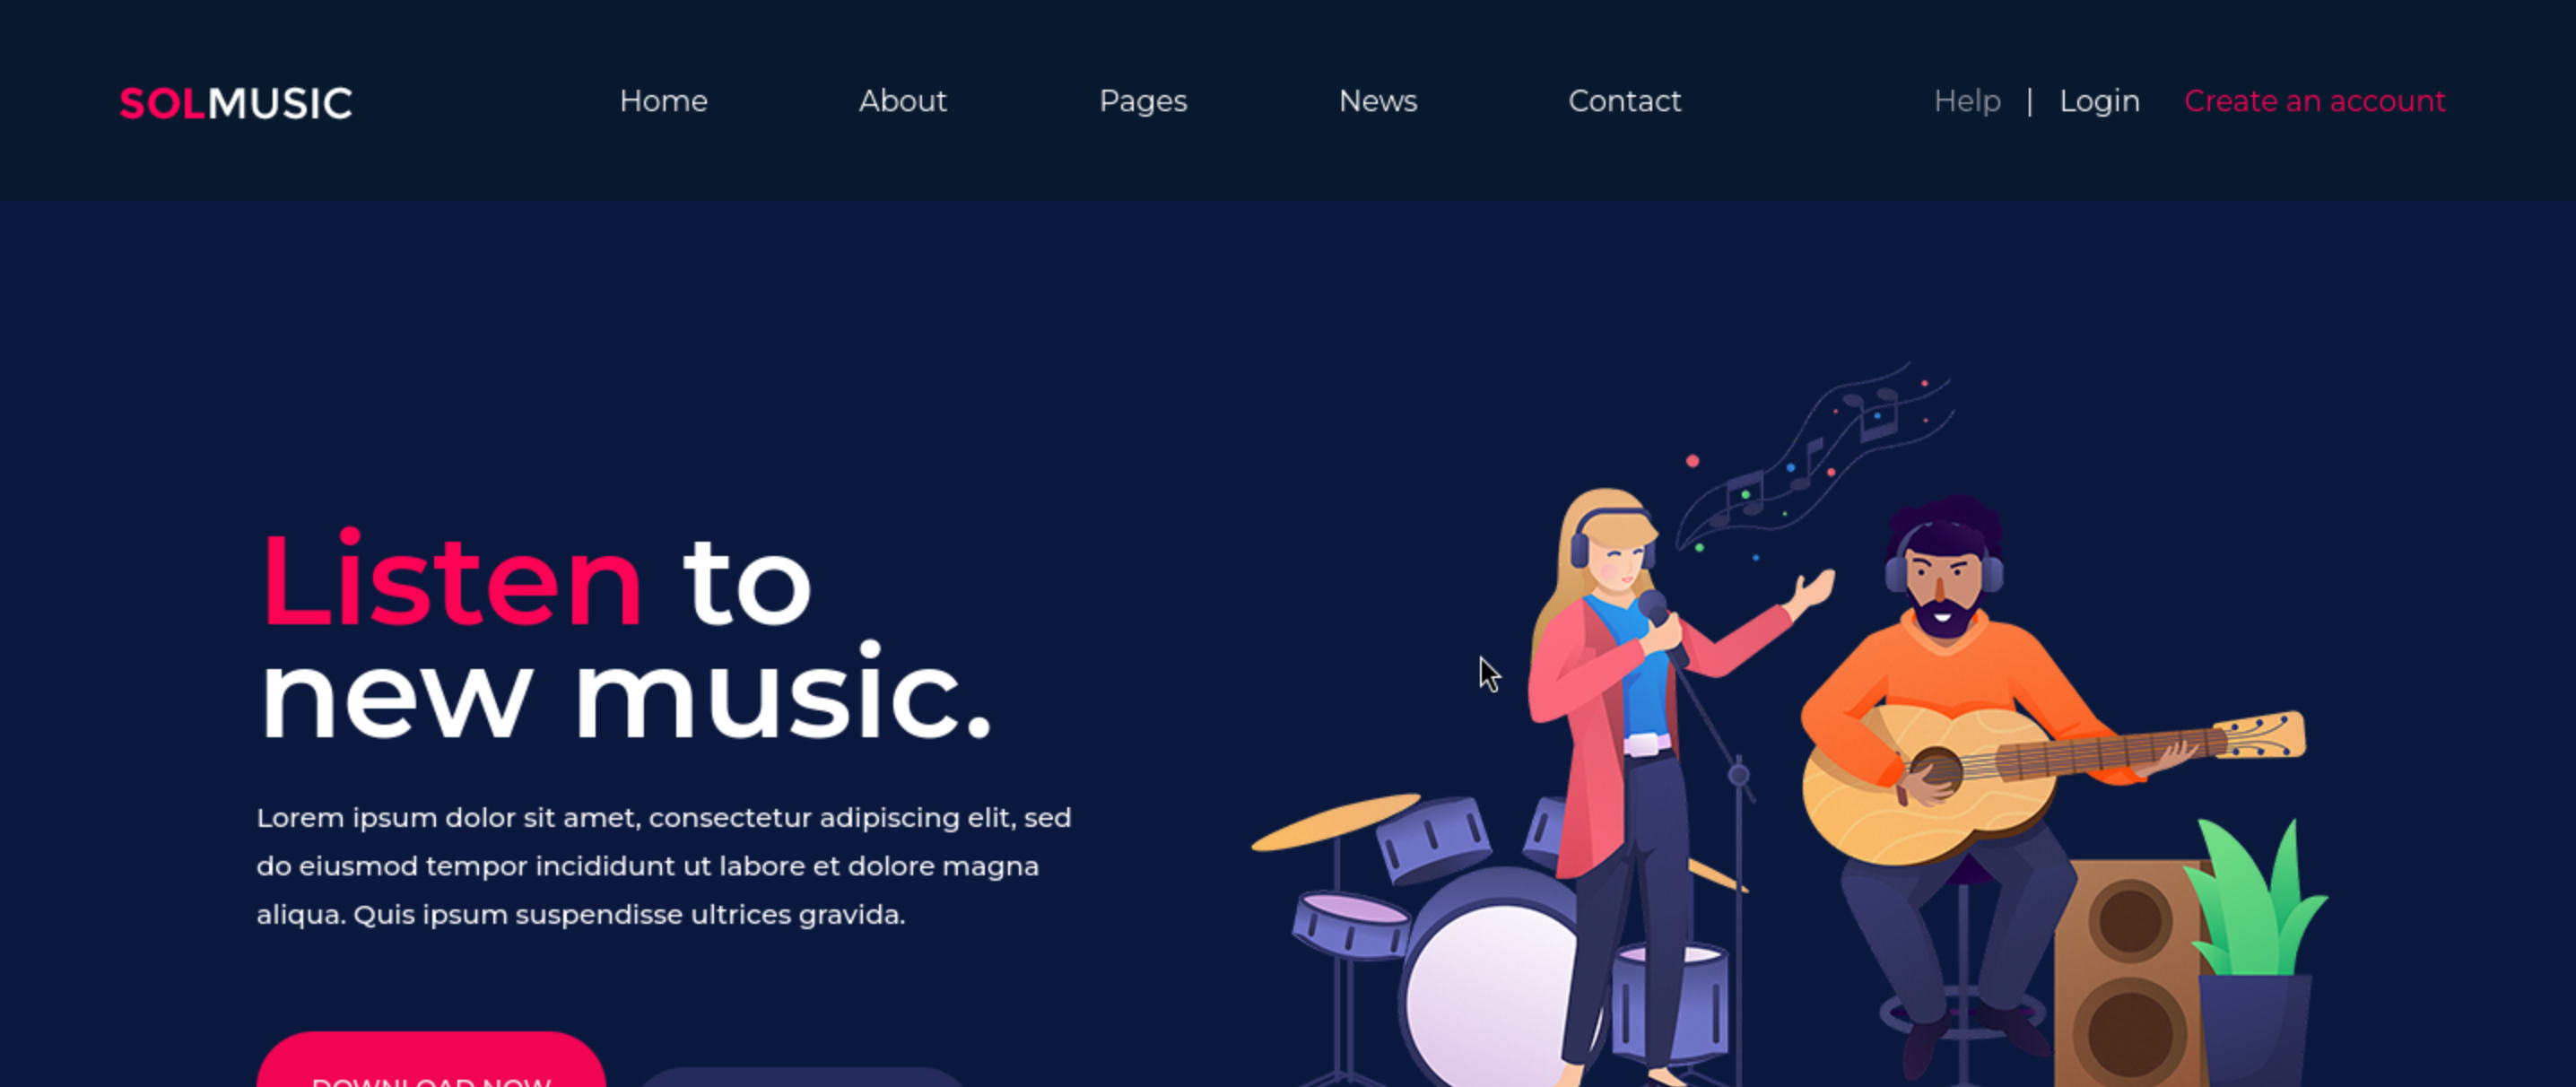 SOLMUSIC Home About Pages News Contact Help | Login Create an account
Listen to
new music.
Lorem ipsum dolor sit amet, consectetur adipiscing elit, sed
do eiusmod tempor incididunt ut labore et dolore magna
aliqua. Quis ipsum suspendisse ultrices gravida.
DOWNLOAD NOW